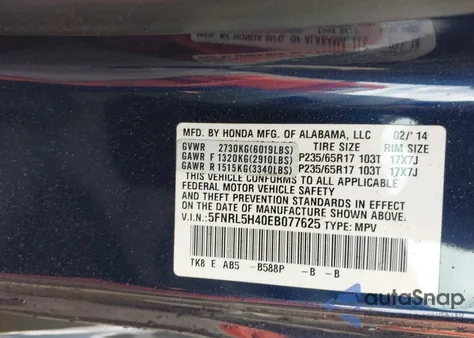 MFD. BY HONDA MFG. OF ALABAMA, LLC 02/'14
TIRE SIZE RIM SIZE
GVWR 2730KG(6019LBS)
GAWR F 1320KG(2910LBS) P235/65R17 103T 17X7J
GAWR R 1515KG(3340LBS) P235/65R17 103T 17X7J
THIS VEHICLE CONFORMS TO ALL APPLICABLE
FEDERAL MOTOR VEHICLE SAFETY
AND THEFT PREVENTION STANDARDS IN EFFECT
ON THE DATE OF MANUFACTURE SHOWN ABOVE.
V.I.N.:5FNRL5H40EB077625 TYPE: MPV
TK8 E AB5 -B588P -B -B
autoSnap